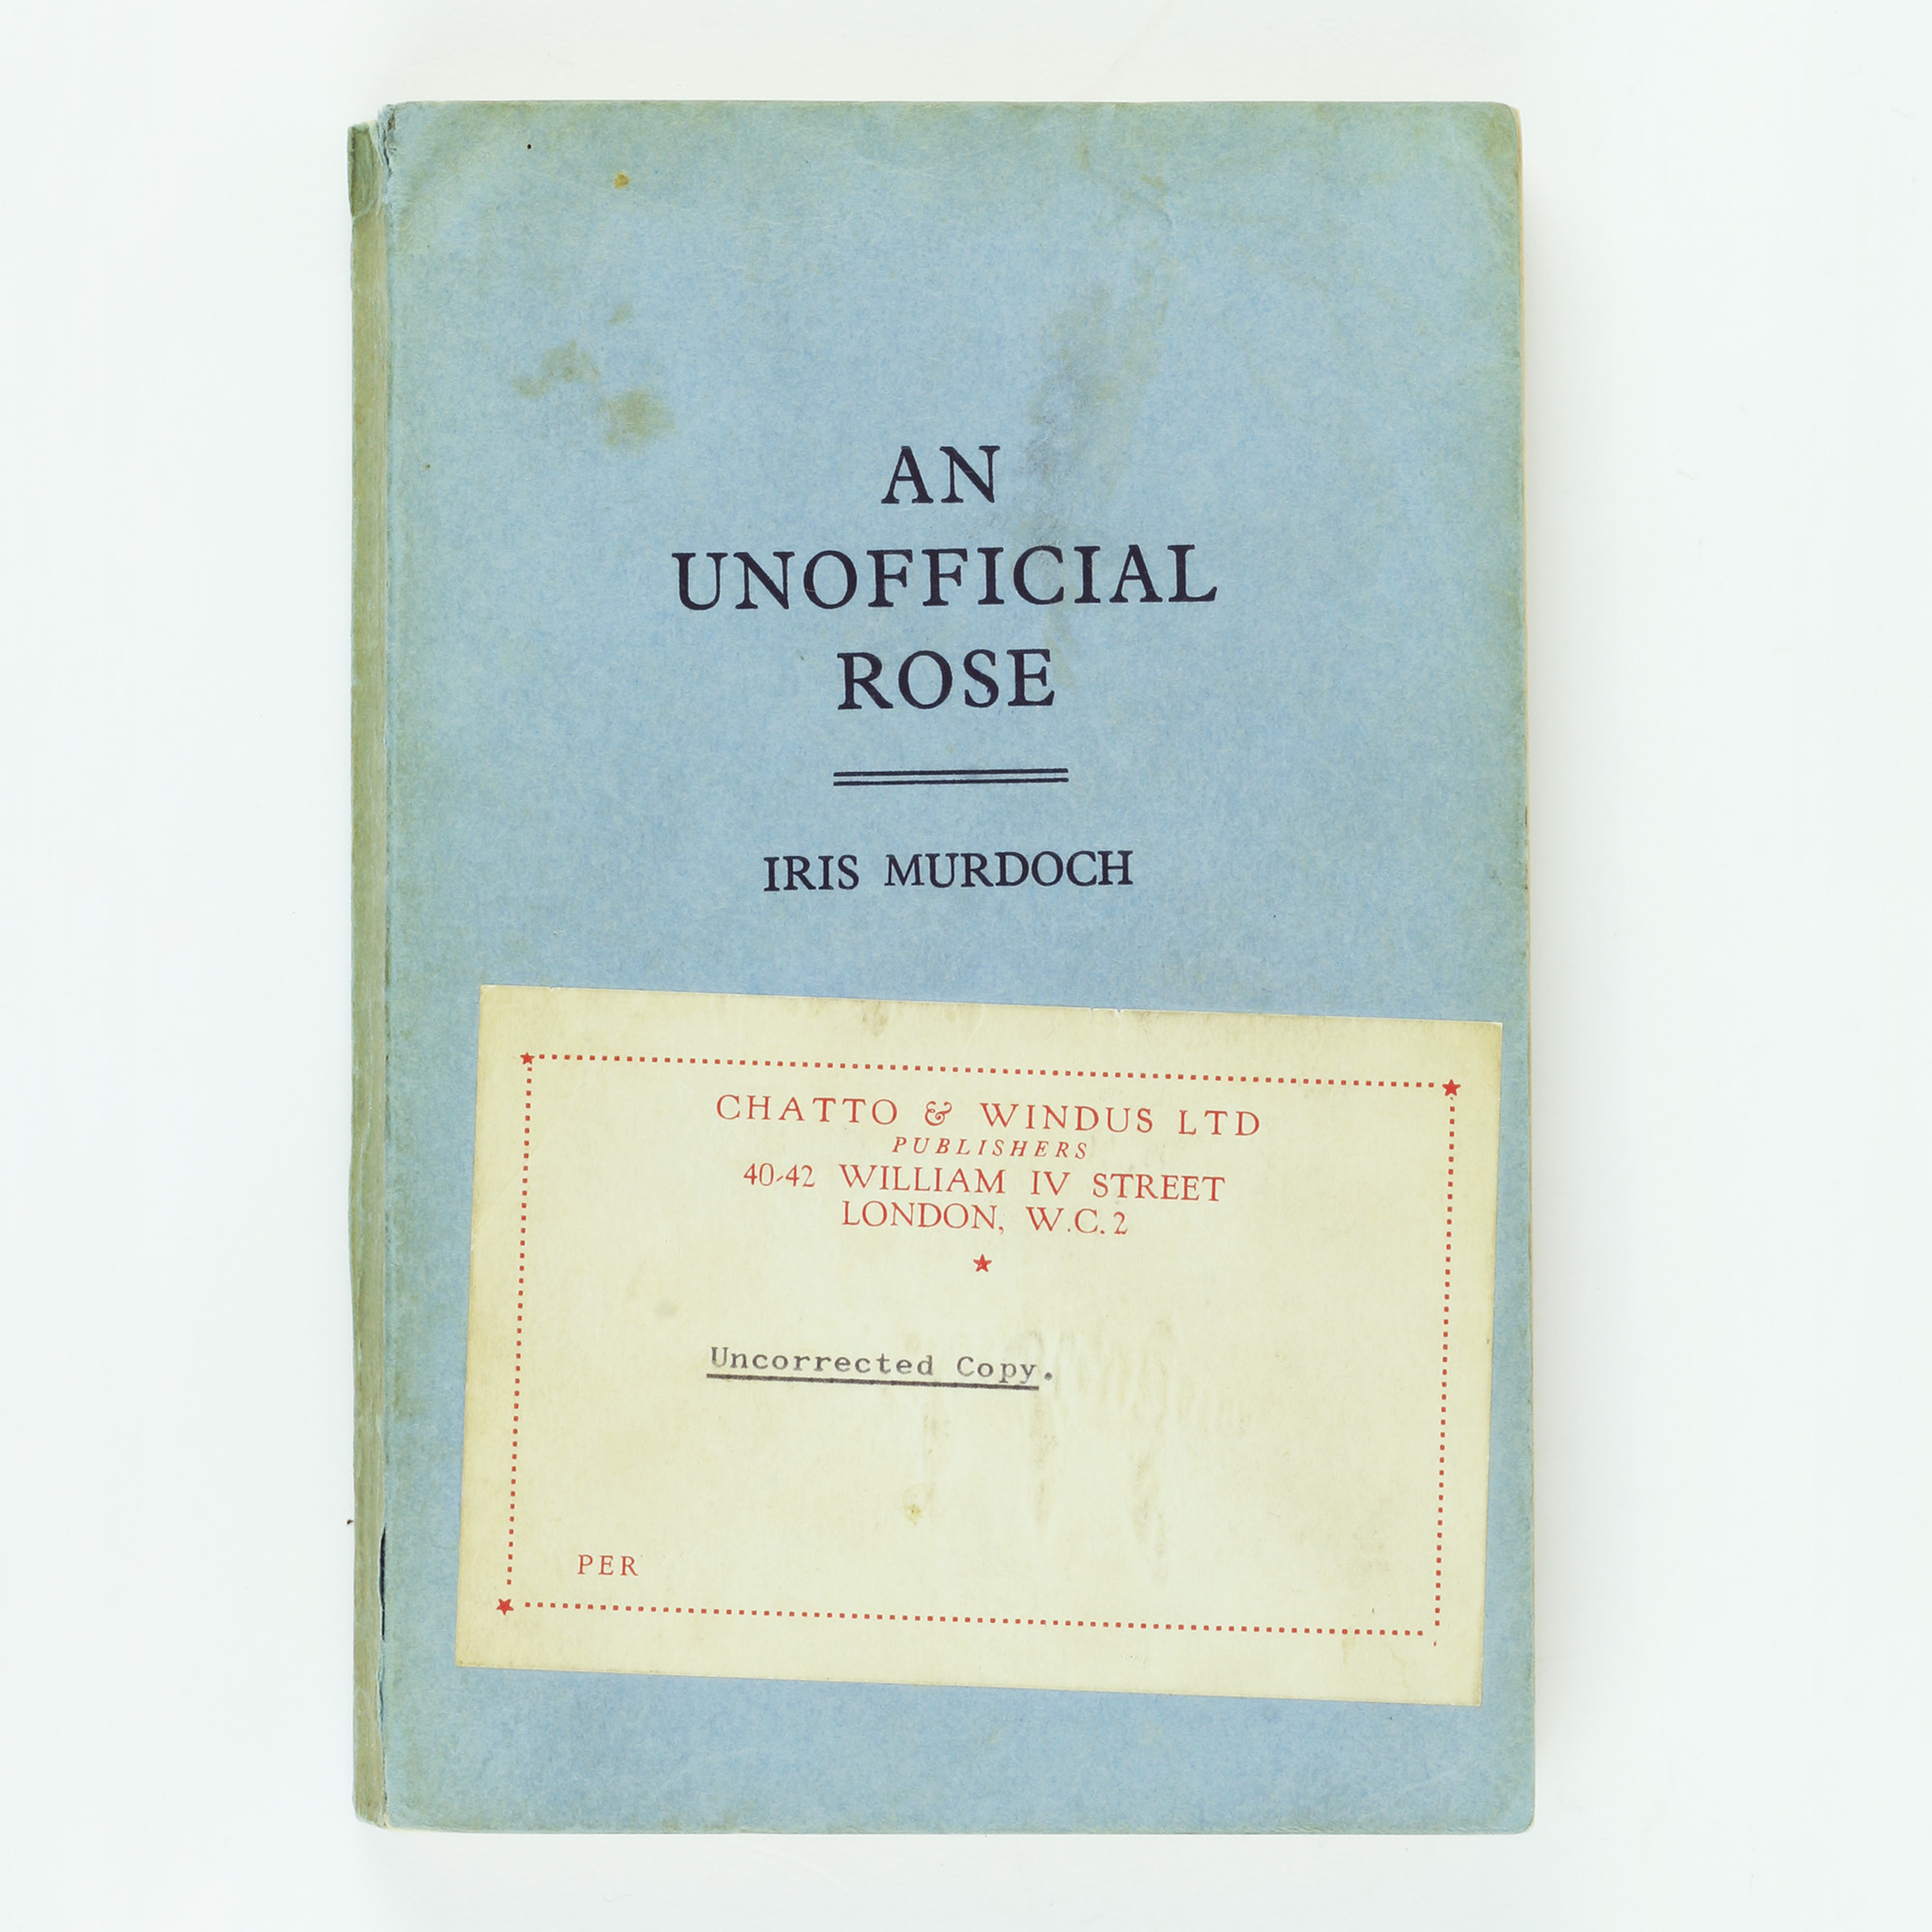 AN
UNOFFICIAL
ROSE
IRIS MURDOCH
CHATTO & WINDUS LTD
PUBLISHERS
40-42 WILLIAM IV STREET
LONDON, W.C.2
Uncorrected Copy.
PER